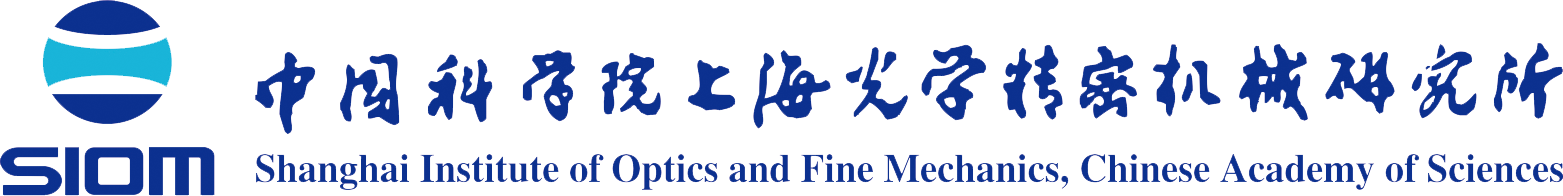 中国科学院上海光学精密机械研究所
SIOM
Shanghai Institute of Optics and Fine Mechanics, Chinese Academy of Sciences